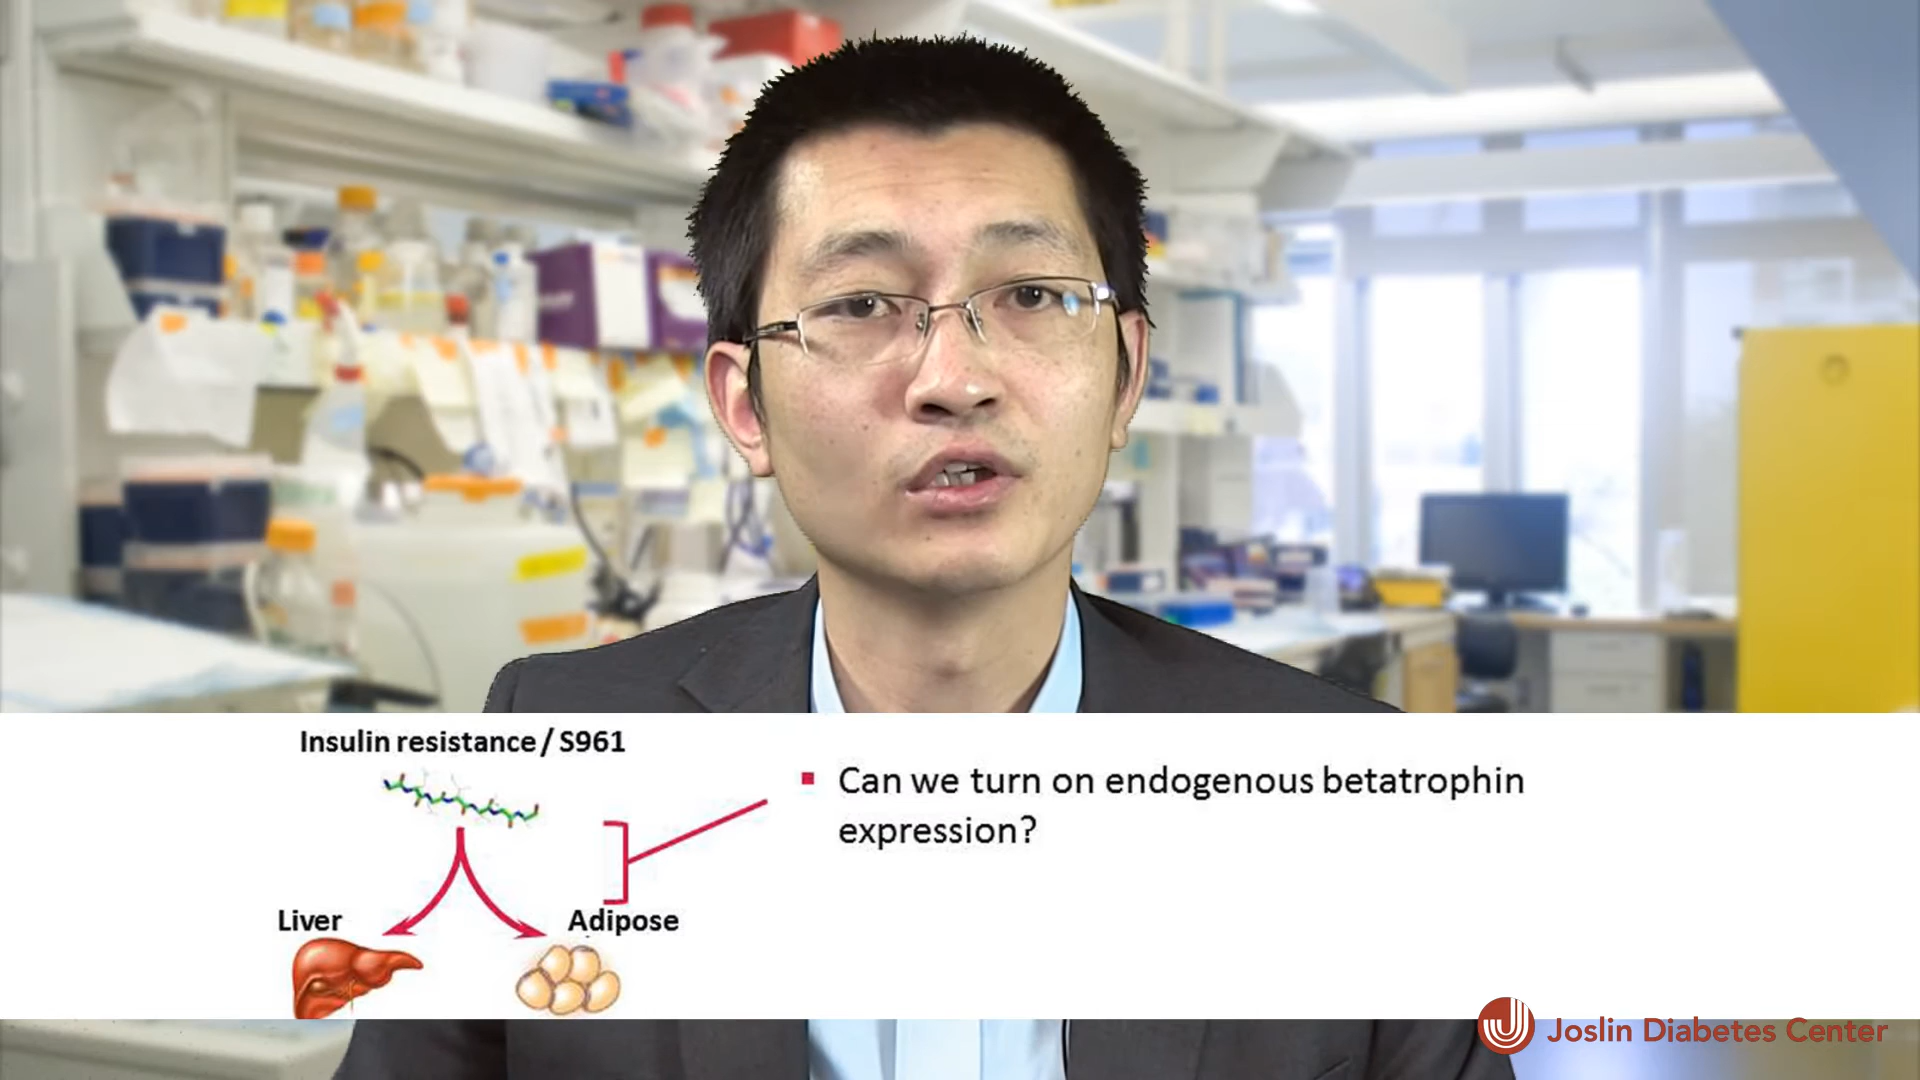 Insulin resistance / S961
Can we turn on endogenous betatrophin
expression?
Liver
Adipose
Joslin Diabetes Center